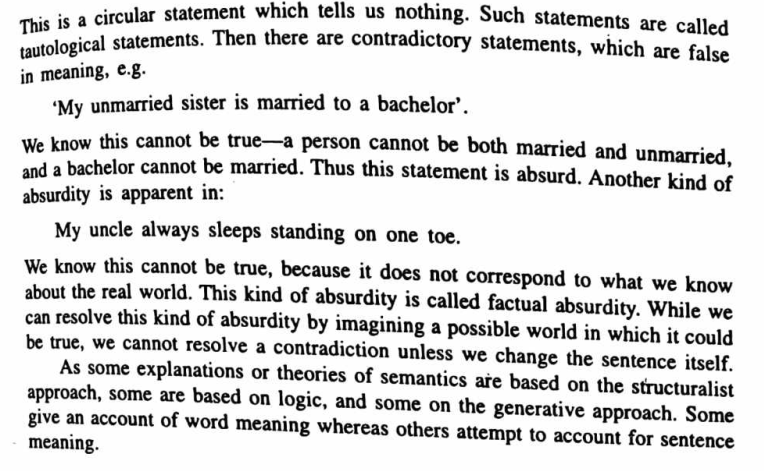 This is a circular statement which tells us nothing. Such statements are called
tautological statements. Then there are contradictory statements, which are false
in meaning, e.g.
‘My unmarried sister is married to a bachelor’.
We know this cannot be true—a person cannot be both married and unmarried,
and a bachelor cannot be married. Thus this statement is absurd. Another kind of
absurdity is apparent in:
My uncle always sleeps standing on one toe.
We know this cannot be true, because it does not correspond to what we know
about the real world. This kind of absurdity is called factual absurdity. While we
can resolve this kind of absurdity by imagining a possible world in which it could
be true, we cannot resolve a contradiction unless we change the sentence itself.
As some explanations or theories of semantics are based on the structuralist
approach, some are based on logic, and some on the generative approach. Some
give an account of word meaning whereas others attempt to account for sentence
meaning.